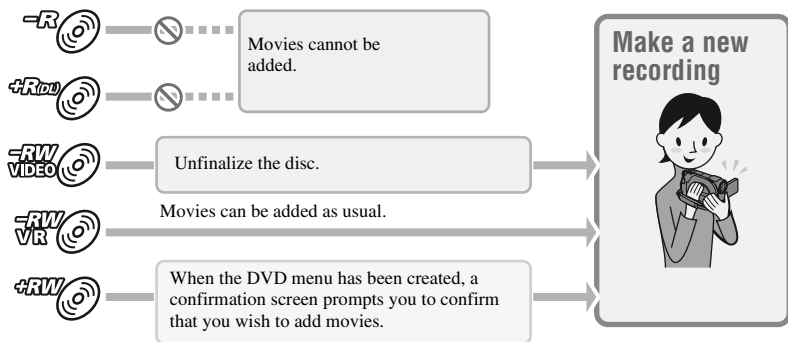 -R
Movies cannot be
added.
+R(DL)
Make a new
recording
-RW
VIDEO
Unfinalize the disc.
Movies can be added as usual.
-RW
VR
+RW
When the DVD menu has been created, a
confirmation screen prompts you to confirm
that you wish to add movies.